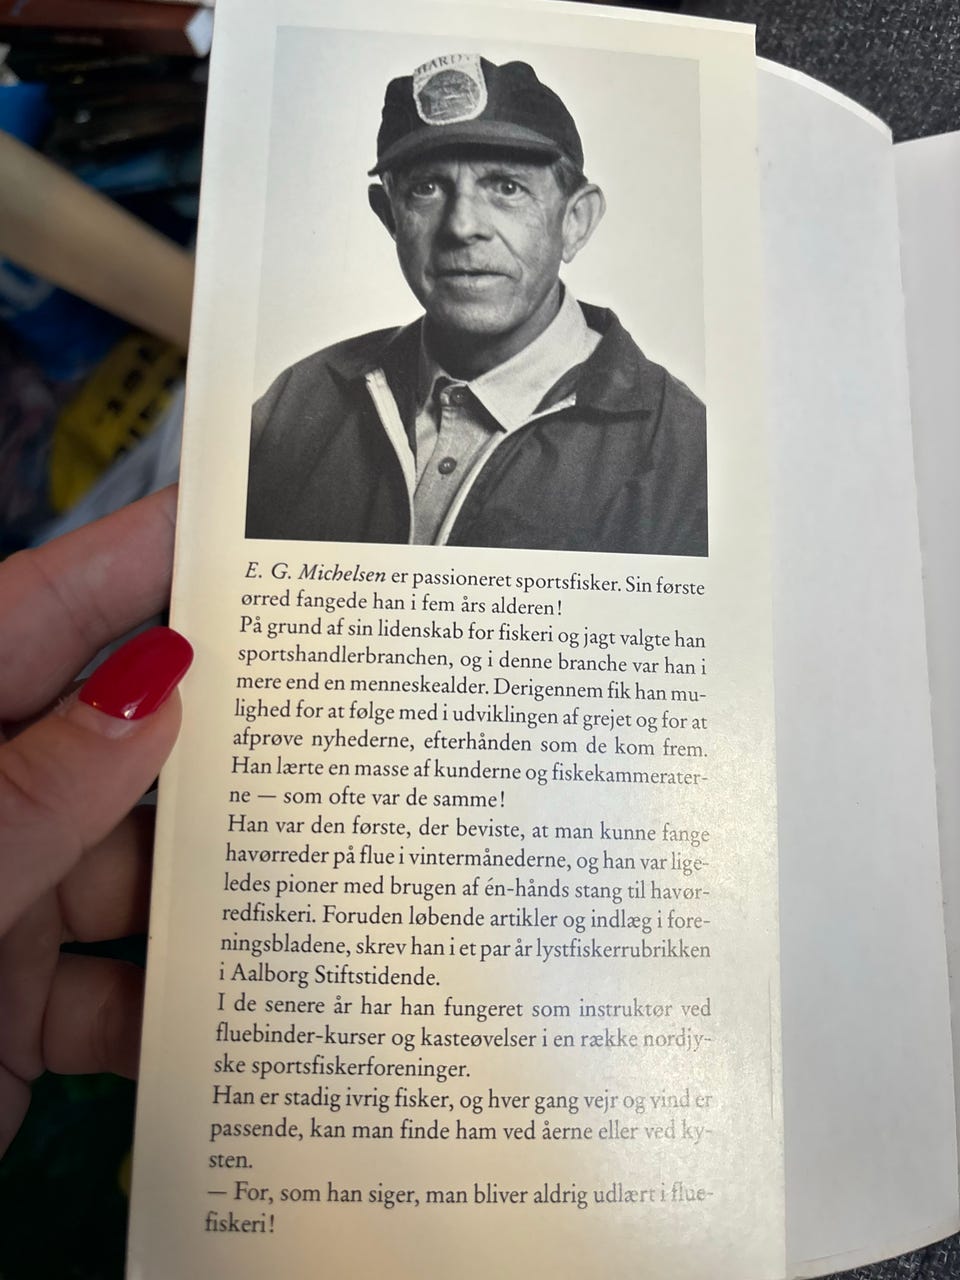 HARDY
E. G. Michelsen er passioneret sportsfisker. Sin første
ørred fangede han i fem års alderen!
På grund af sin lidenskab for fiskeri og jagt valgte han
sportshandlerbranchen, og i denne branche var han i
mere end en menneskealder. Derigennem fik han mu-
lighed for at følge med i udviklingen af grejet og for at
afprøve nyhederne, efterhånden som de kom frem.
Han lærte en masse af kunderne og fiskekammerater-
ne — som ofte var de samme!
Han var den første, der beviste, at man kunne fange
havørreder på flue i vintermånederne, og han var lige-
ledes pioner med brugen af én-hånds stang til havør-
redfiskeri. Foruden løbende artikler og indlæg i fore-
ningsbladene, skrev han i et par år lystfiskerrubrikken
i Aalborg Stiftstidende.
I de senere år har han fungeret som instruktør ved
fluebinder-kurser og kasteøvelser i en række nordjy-
ske sportsfiskerforeninger.
Han er stadig ivrig fisker, og hver gang vejr og vind er
passende, kan man finde ham ved åerne eller ved ky-
sten.
— For, som han siger, man bliver aldrig udlært i flue-
fiskeri!